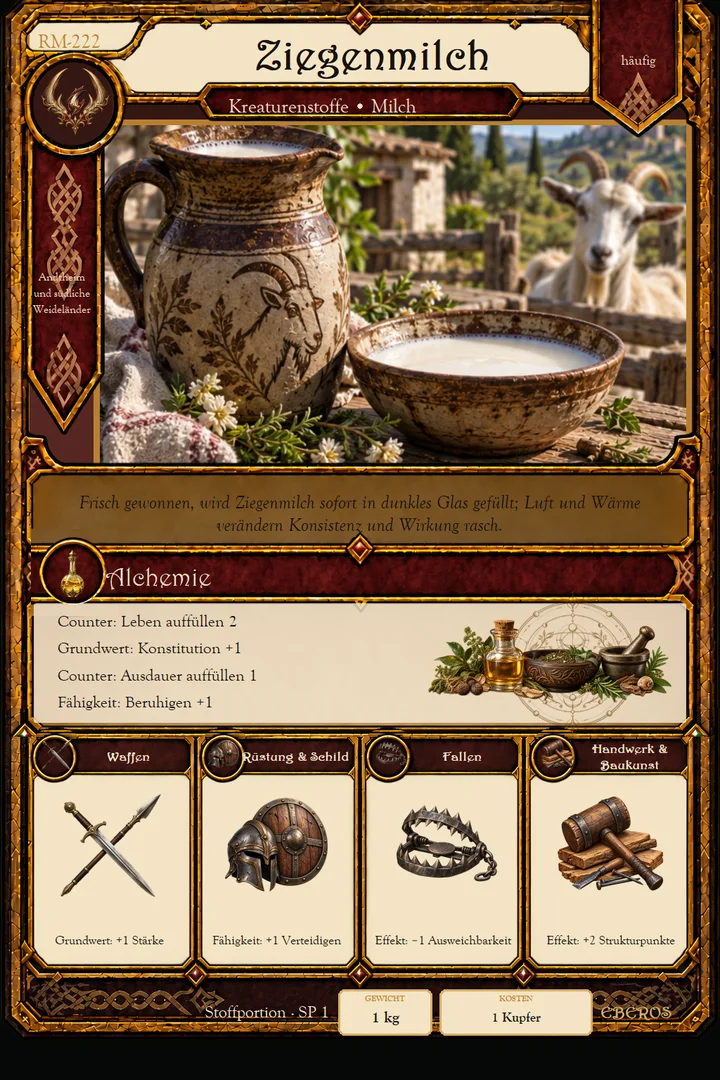 RM-222
Ziegenmilch
häufig
Kreaturenstoffe • Milch
Andtheim
und südliche
Weideländer
Frisch gewonnen, wird Ziegenmilch sofort in dunkles Glas gefüllt; Luft und Wärme
verändern Konsistenz und Wirkung rasch.
Alchemie
Counter: Leben auffüllen 2
Grundwert: Konstitution +1
Counter: Ausdauer auffüllen 1
Fähigkeit: Beruhigen +1
Waffen
Rüstung & Schild
Fallen
Handwerk &
Baukunst
Grundwert: +1 Stärke
Fähigkeit: +1 Verteidigen
Effekt: −1 Ausweichbarkeit
Effekt: +2 Strukturpunkte
Stoffportion · SP 1
GEWICHT
1 kg
KOSTEN
1 Kupfer
EBEROS